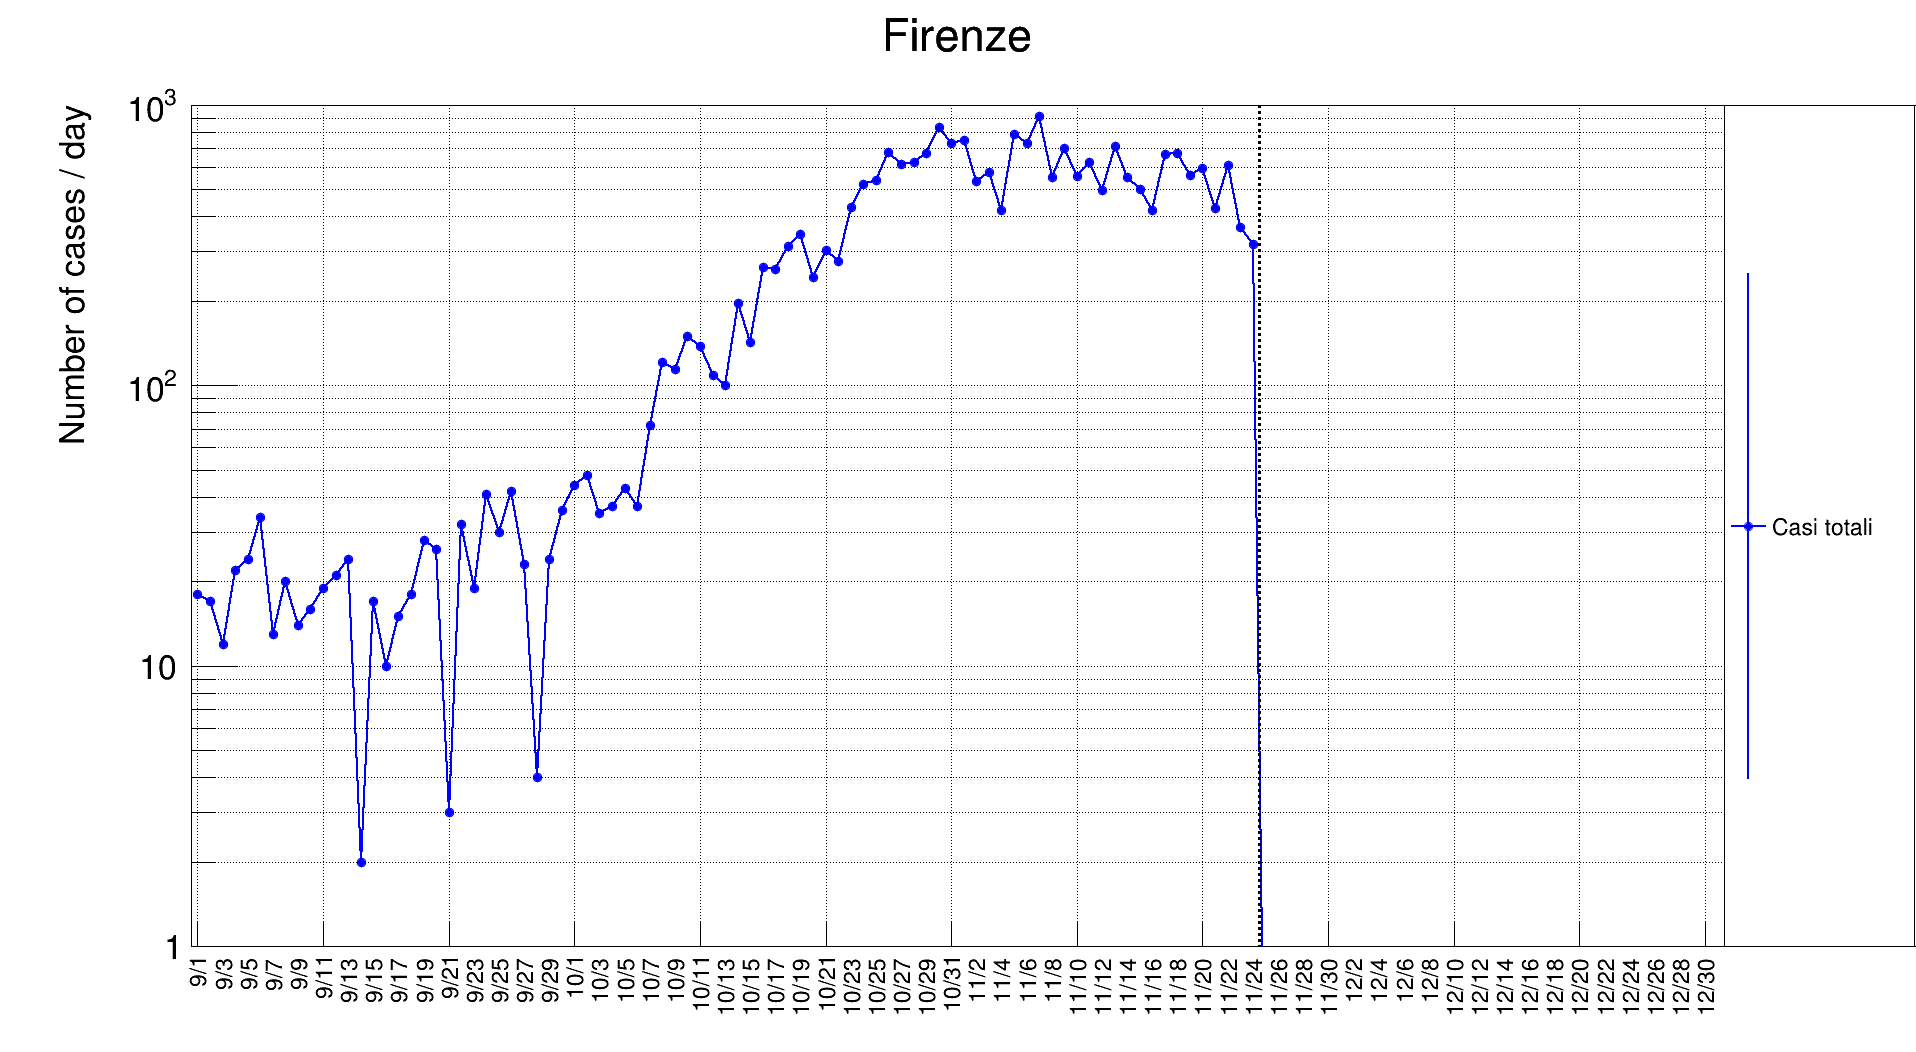 Firenze
Number of cases / day
10³
10²
10
1
Casi totali
9/1 9/3 9/5 9/7 9/9 9/11 9/13 9/15 9/17 9/19 9/21 9/23 9/25 9/27 9/29 10/1 10/3 10/5 10/7 10/9 10/11 10/13 10/15 10/17 10/19 10/21 10/23 10/25 10/27 10/29 10/31 11/2 11/4 11/6 11/8 11/10 11/12 11/14 11/16 11/18 11/20 11/22 11/24 11/26 11/28 11/30 12/2 12/4 12/6 12/8 12/10 12/12 12/14 12/16 12/18 12/20 12/22 12/24 12/26 12/28 12/30